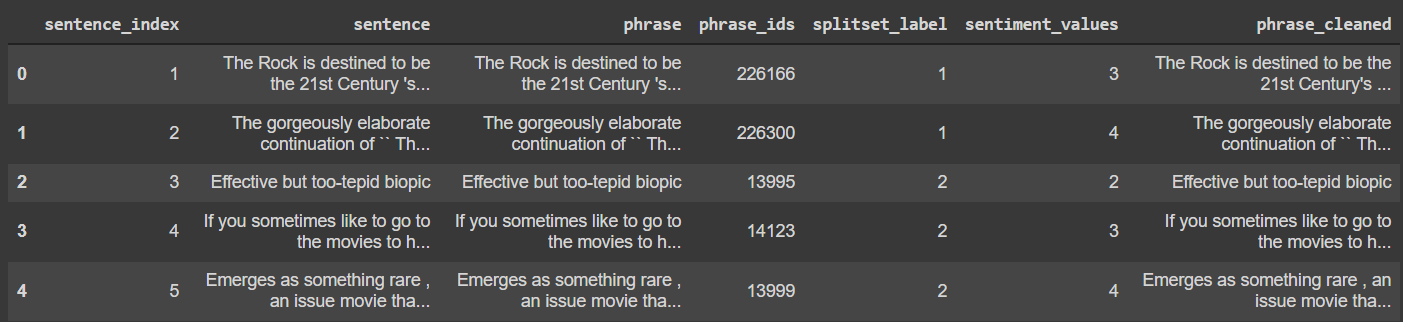 sentence_index sentence phrase phrase_ids splitset_label sentiment_values phrase_cleaned
0 1 The Rock is destined to be the 21st Century 's... The Rock is destined to be the 21st Century 's... 226166 1 3 The Rock is destined to be the 21st Century's ...
1 2 The gorgeously elaborate continuation of `` Th... The gorgeously elaborate continuation of `` Th... 226300 1 4 The gorgeously elaborate continuation of `` Th...
2 3 Effective but too-tepid biopic Effective but too-tepid biopic 13995 2 2 Effective but too-tepid biopic
3 4 If you sometimes like to go to the movies to h... If you sometimes like to go to the movies to h... 14123 2 3 If you sometimes like to go to the movies to h...
4 5 Emerges as something rare , an issue movie tha... Emerges as something rare , an issue movie tha... 13999 2 4 Emerges as something rare , an issue movie tha...